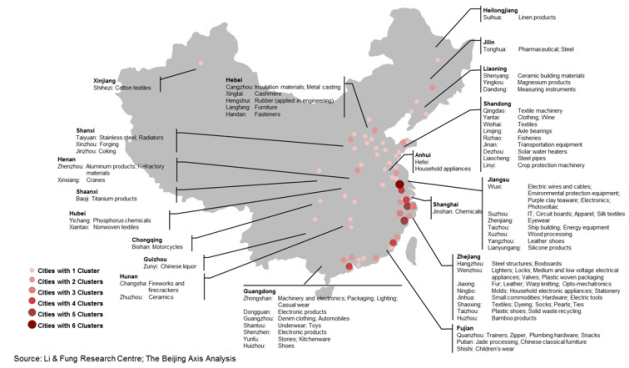 Heilongjiang
Suihua: Linen products
Jilin
Tonghua: Pharmaceutical; Steel
Liaoning
Shenyang: Ceramic building materials
Yingkou: Magnesium products
Dandong: Measuring instruments
Xinjiang
Shihezi: Cotton textiles
Hebei
Cangzhou: Insulation materials; Metal casting
Xingtai: Cashmere
Hengshui: Rubber (applied in engineering)
Langfang: Furniture
Handan: Fasteners
Shandong
Qingdao: Textile machinery
Yantai: Clothing; Wine
Weihai: Textiles
Linqing: Axle bearings
Rizhao: Fisheries
Jinan: Transportation equipment
Dezhou: Solar water heaters
Liaocheng: Steel pipes
Linyi: Crop protection machinery
Shanxi
Taiyuan: Stainless steel; Radiators
Xinzhou: Forging
Jinzhou: Coking
Anhui
Hefei:
Household appliances
Henan
Zhenzhou: Aluminum products; Refractory
materials
Xinxiang: Cranes
Jiangsu
Wuxi: Electric wires and cables;
Environmental protection equipment;
Purple clay teaware; Electronics;
Photovoltaic
Suzhou: IT; Circuit boards; Apparel; Silk textiles
Zhenjiang: Eyewear
Taizhou: Ship building; Energy equipment
Xuzhou: Wood processing
Yangzhou: Leather shoes
Lianyungang: Silicone products
Shaanxi
Baoji: Titanium products
Shanghai
Jinshan: Chemicals
Hubei
Yichang: Phosphorus chemicals
Xiantao: Nonwoven textiles
Chongqing
Bishan: Motorcycles
Guizhou
Zunyi: Chinese liquor
Hunan
Changsha: Fireworks and
firecrackers
Zhuzhou: Ceramics
Zhejiang
Hangzhou: Steel structures; Boxboards
Wenzhou: Lighters; Locks; Medium and low voltage electrical
appliances; Valves; Plastic woven packaging
Jiaxing: Fur; Leather; Warp knitting; Opto-mechatronics
Ningbo: Molds; Household electronic appliances; Stationery
Jinhua: Small commodities; Hardware; Electric tools
Shaoxing: Textiles; Dyeing; Socks; Pearls; Ties
Taizhou: Plastic shoes; Solid waste recycling
Huzhou: Bamboo products
Cities with 1 Cluster
Cities with 2 Clusters
Cities with 3 Clusters
Cities with 4 Clusters
Cities with 5 Clusters
Cities with 6 Clusters
Guangdong
Zhongshan: Machinery and electronics; Packaging; Lighting;
Casual wear
Dongguan: Electronic products
Guangzhou: Denim clothing; Automobiles
Shantou: Underwear; Toys
Shenzhen: Electronic products
Yunfu: Stones; Kitchenware
Huizhou: Shoes
Fujian
Quanzhou: Trainers, Zipper, Plumbing hardware, Snacks
Putian: Jade processing, Chinese classical furniture
Shishi: Children's wear
Source: Li & Fung Research Centre; The Beijing Axis Analysis